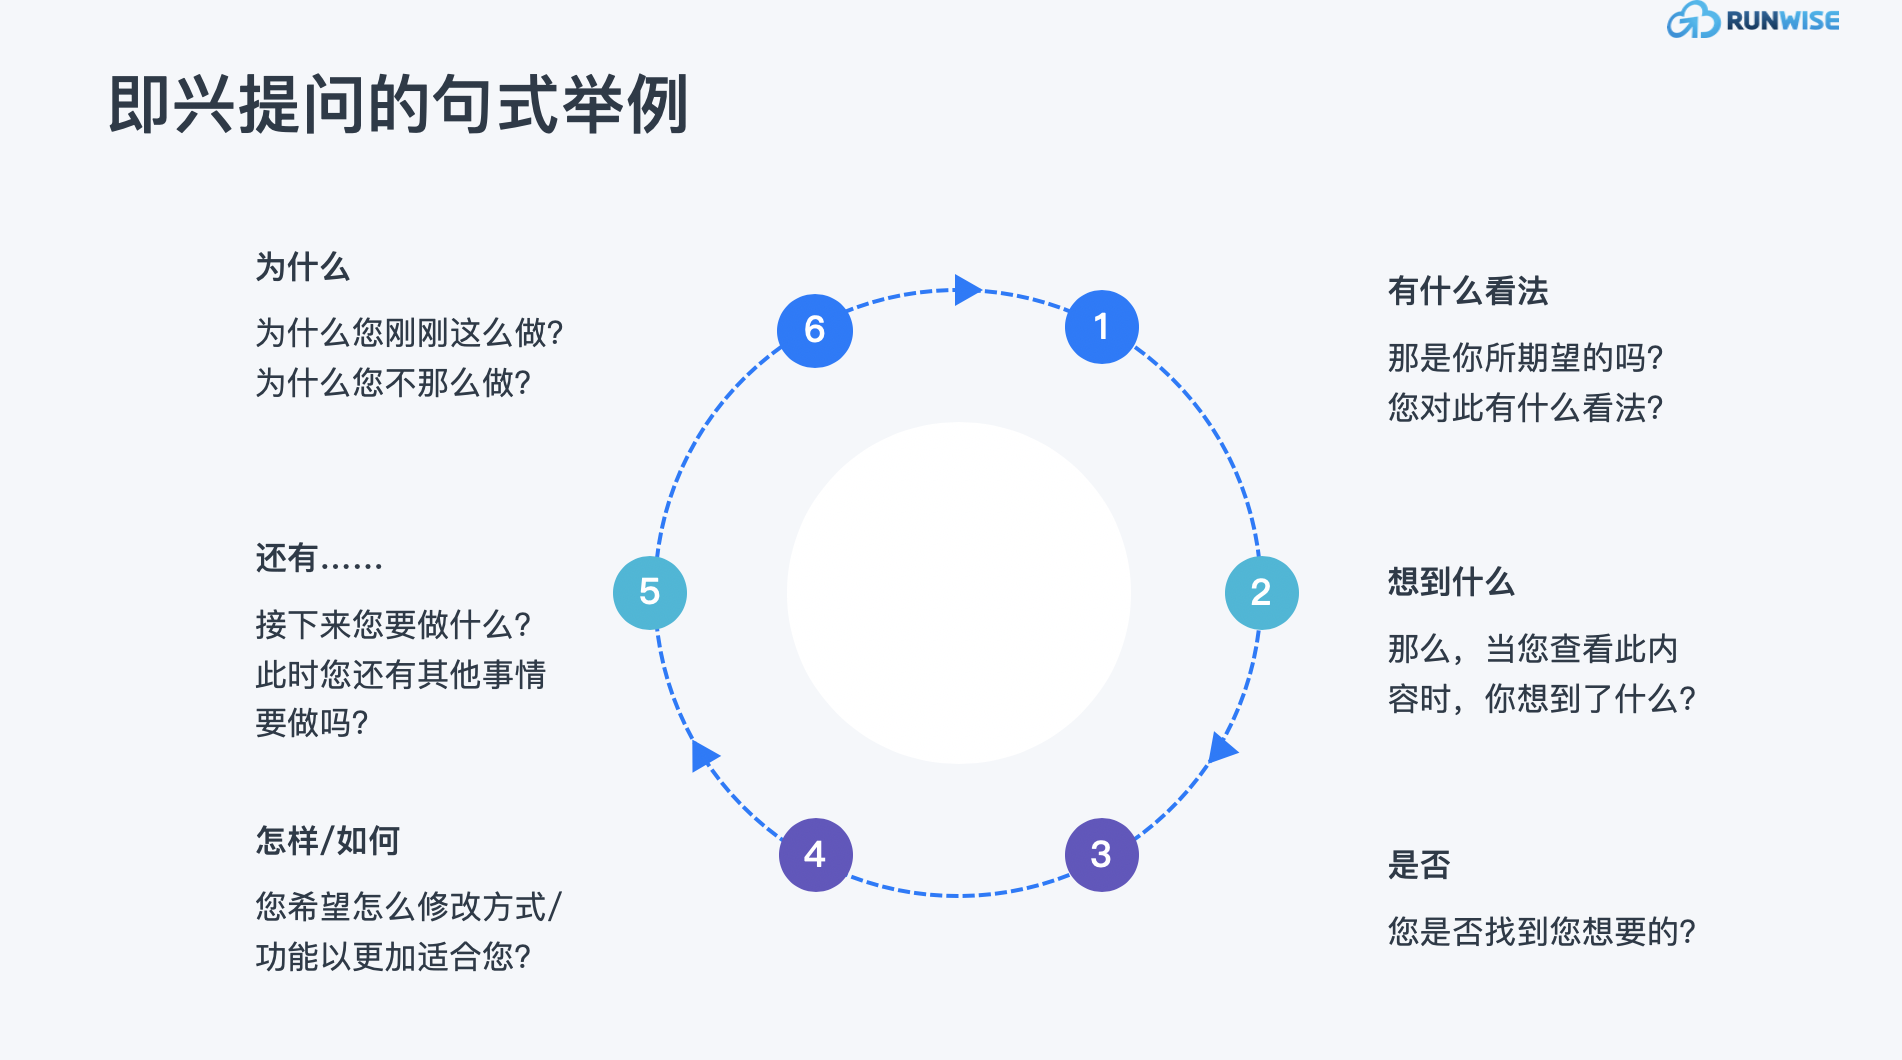 RUNWISE
即兴提问的句式举例
1
有什么看法
那是你所期望的吗?
您对此有什么看法?
2
想到什么
那么，当您查看此内
容时，你想到了什么?
3
是否
您是否找到您想要的?
4
怎样/如何
您希望怎么修改方式/
功能以更加适合您?
5
还有......
接下来您要做什么?
此时您还有其他事情
要做吗?
6
为什么
为什么您刚刚这么做?
为什么您不那么做?